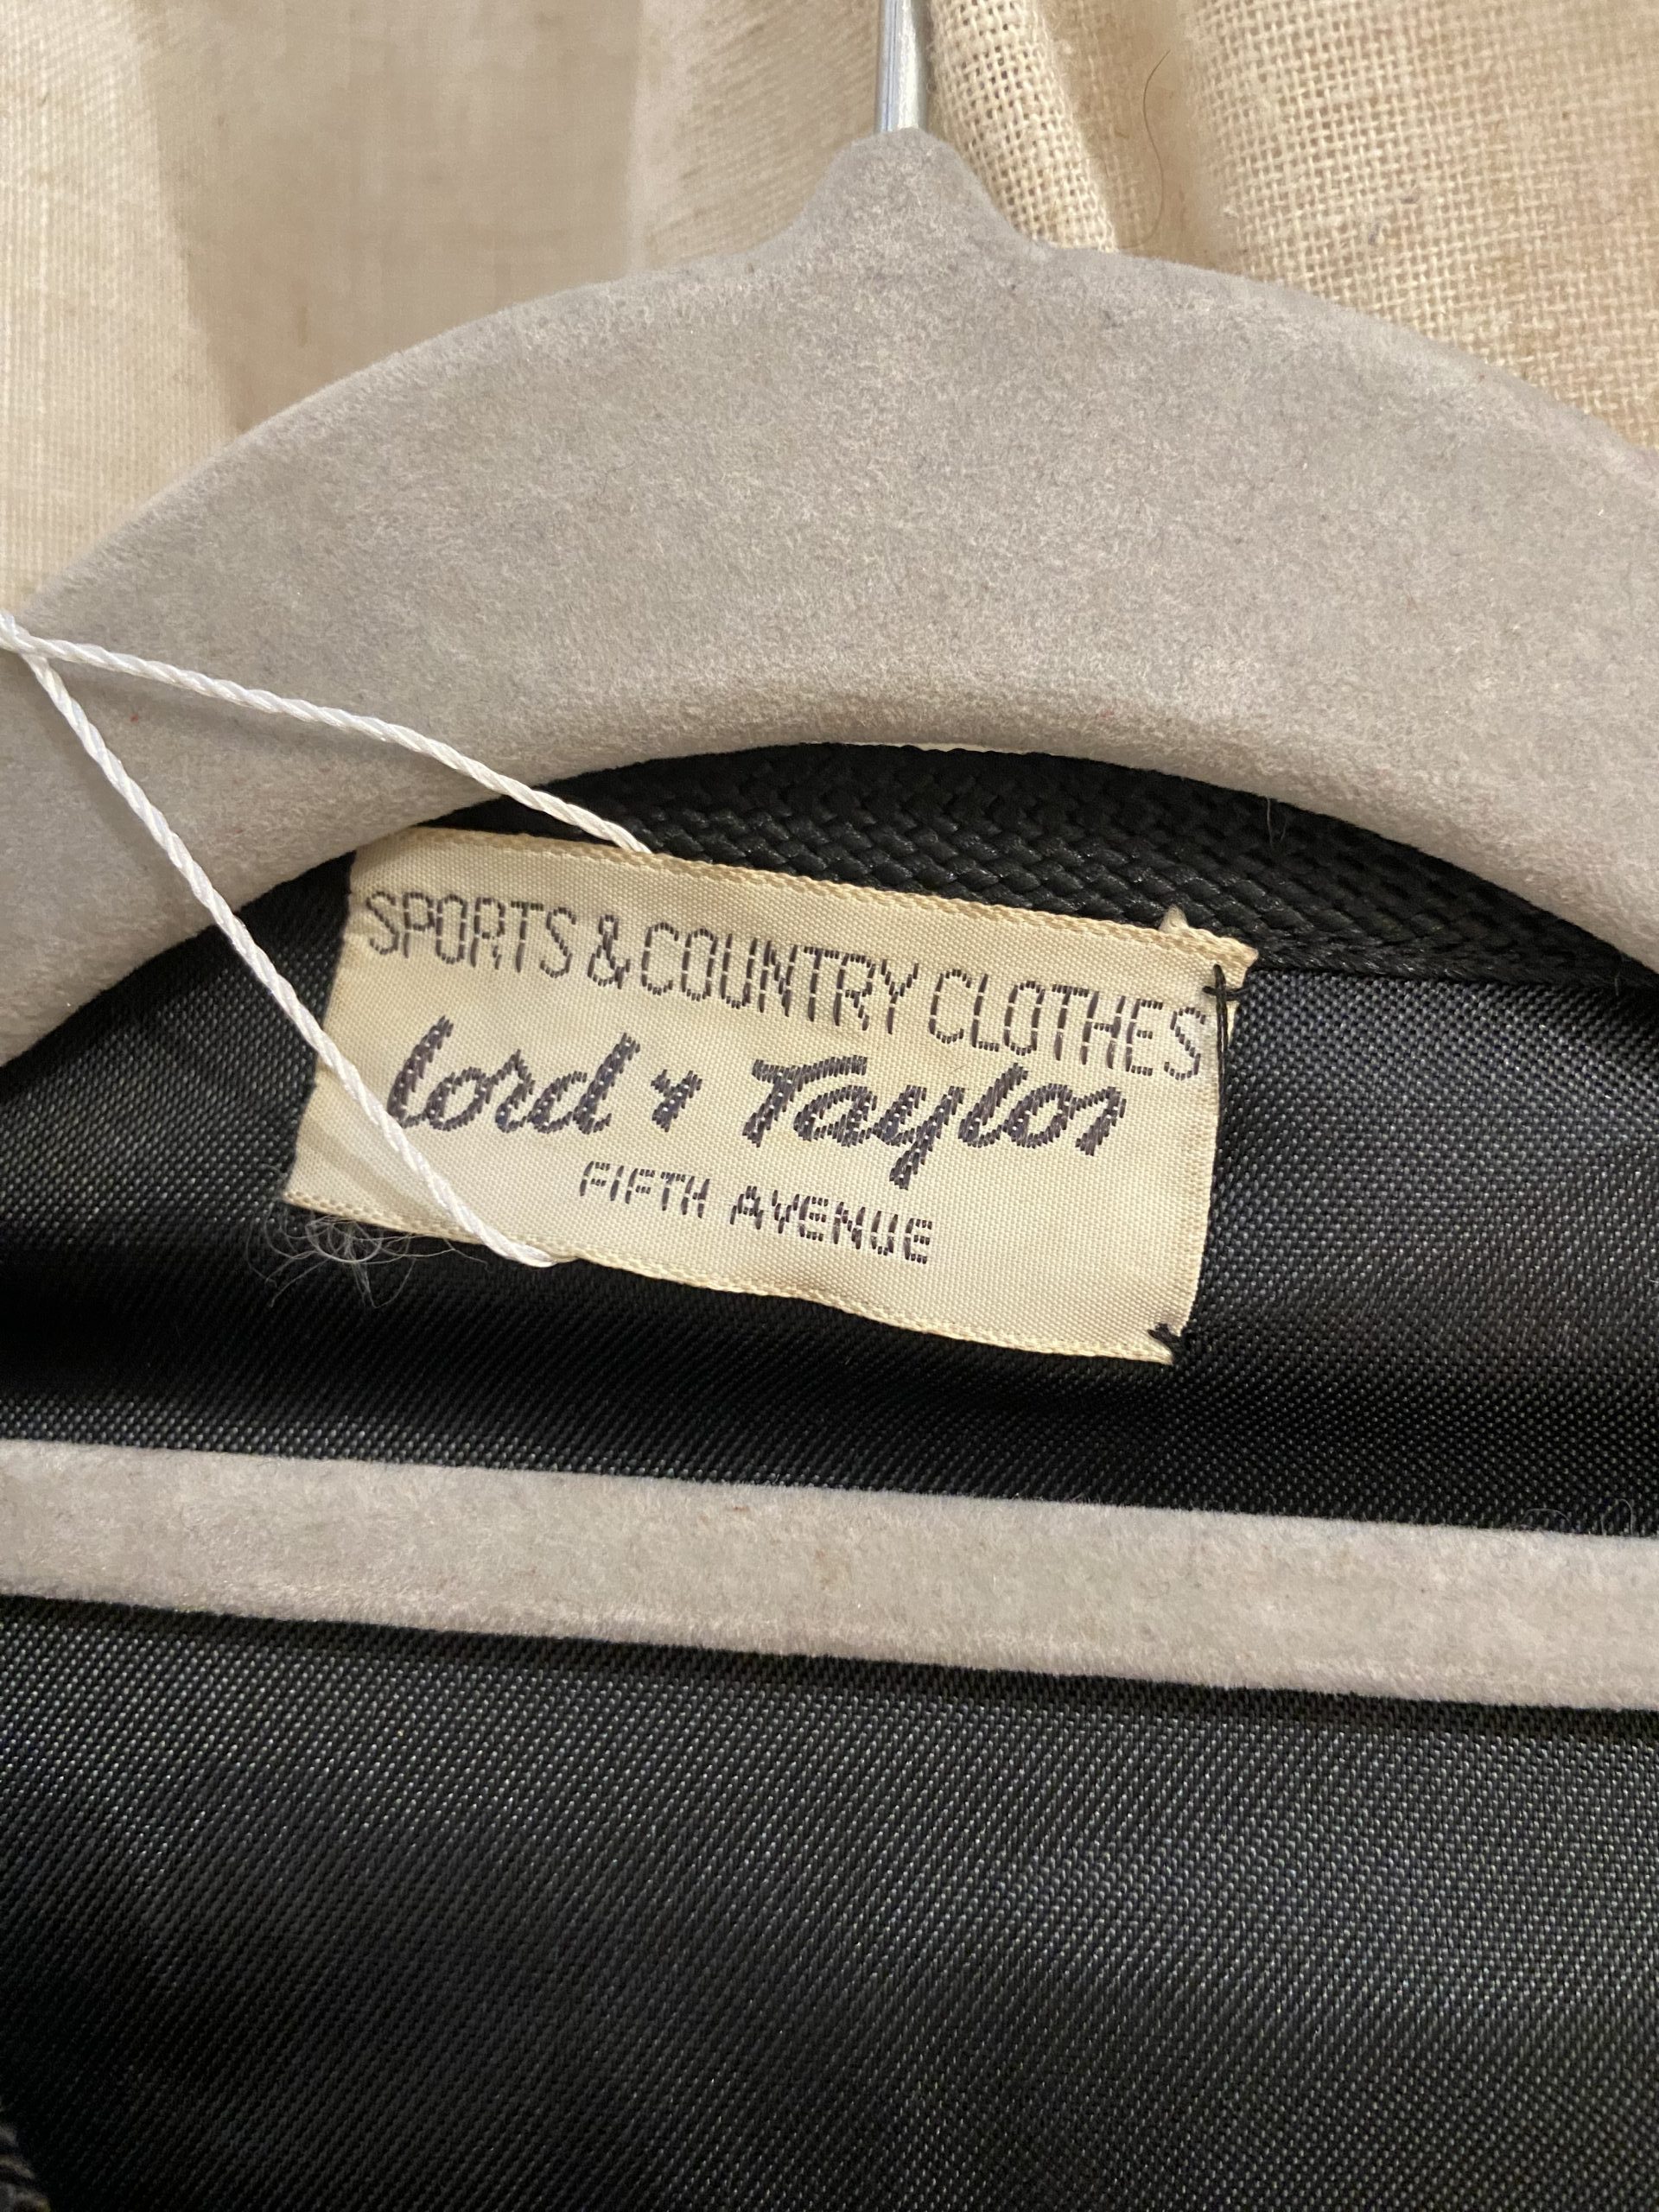 SPORTS & COUNTRY CLOTHES
Lord & Taylor
FIFTH AVENUE